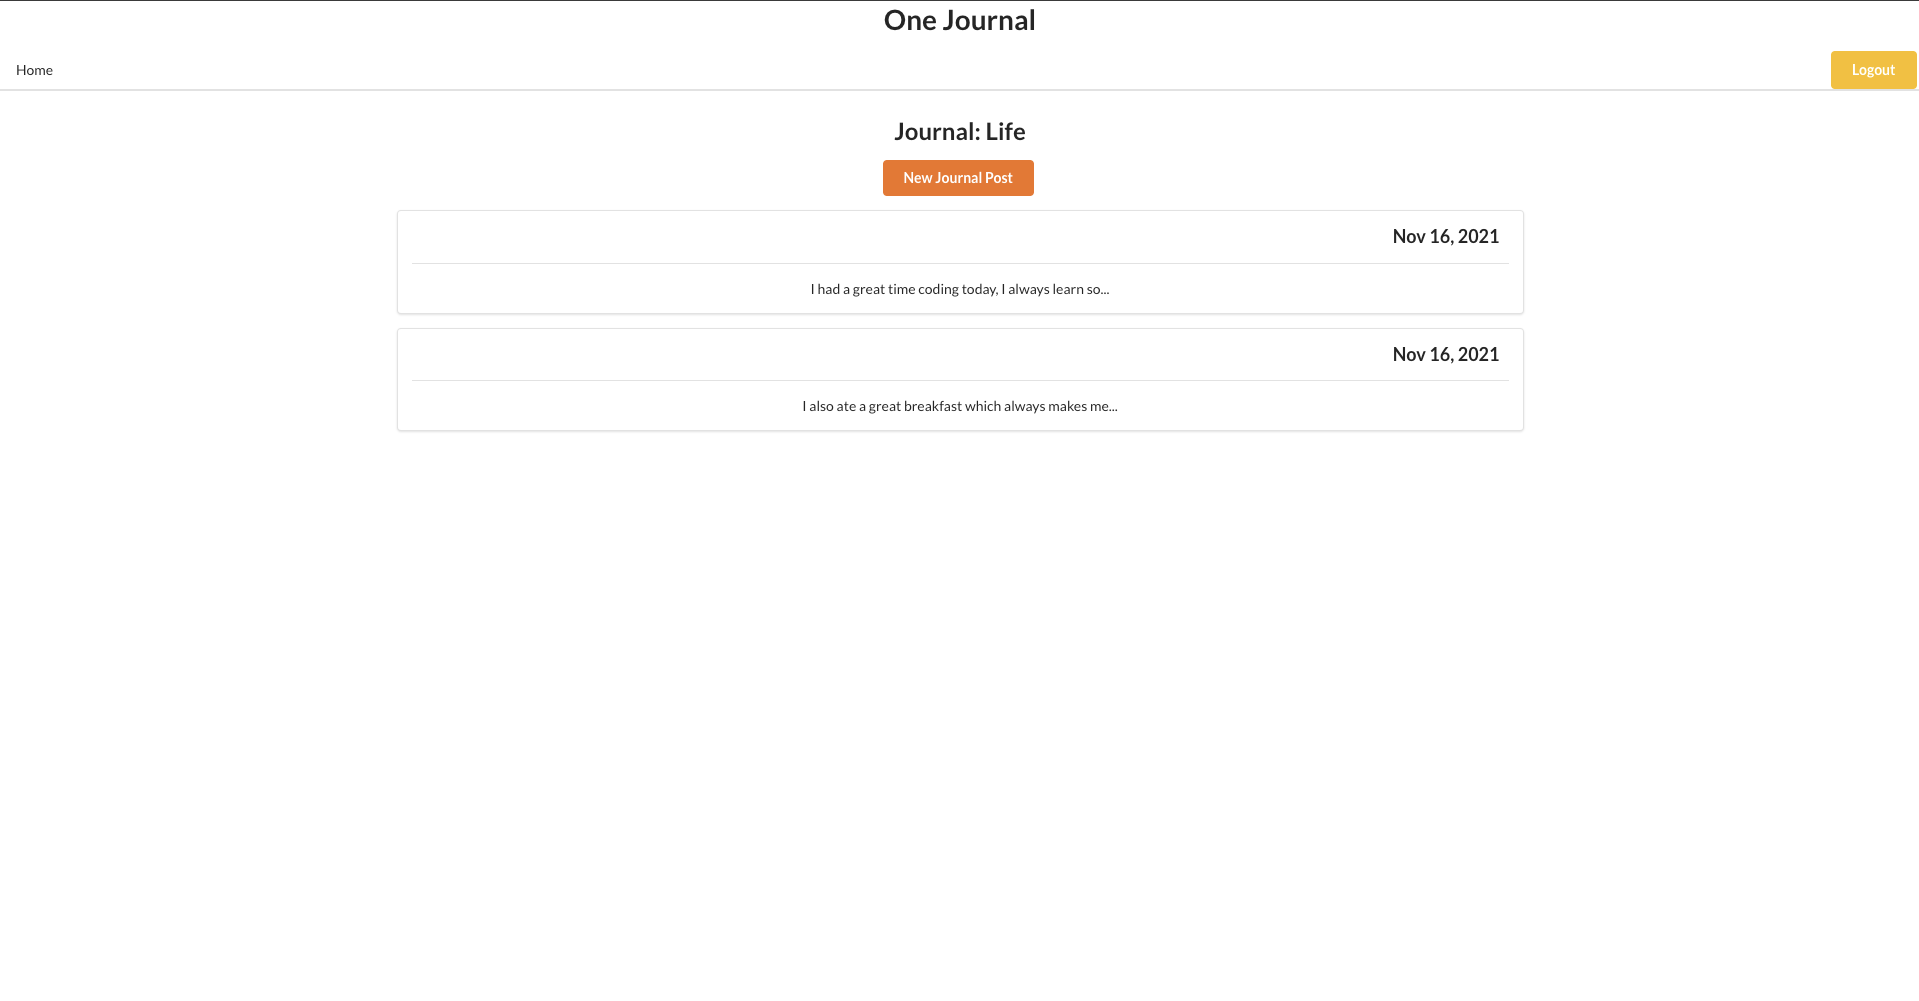 One Journal
Home
Logout
Journal: Life
New Journal Post
Nov 16, 2021
I had a great time coding today, I always learn so...
Nov 16, 2021
I also ate a great breakfast which always makes me...